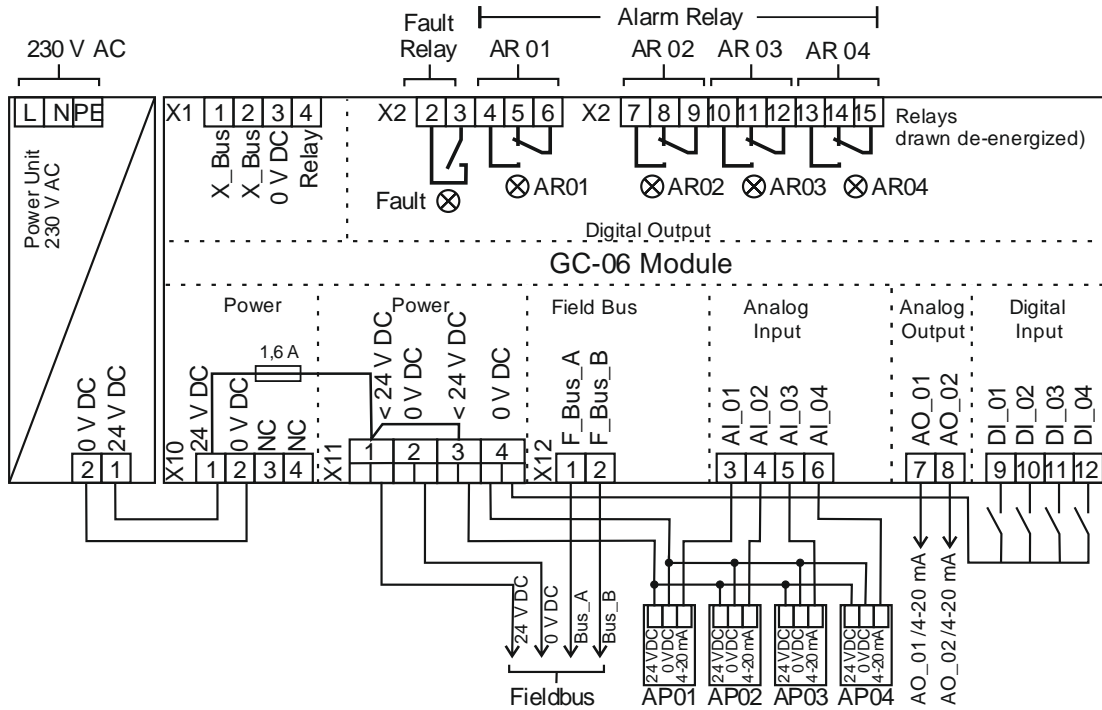 Alarm Relay
Fault
Relay
230 V AC
AR 01
AR 02
AR 03
AR 04
L N PE
X1 1 2 3 4
X2 2 3 4 5 6
X2 7 8 9 10 11 12 13 14 15
Relays
drawn de-energized)
Power Unit
230 V AC
X_Bus
X_Bus
0 V DC
Relay
Fault
AR01
AR02
AR03
AR04
Digital Output
GC-06 Module
Power
Power
Field Bus
Analog
Input
Analog
Output
Digital
Input
1,6 A
0 V DC
24 V DC
24 V DC
0 V DC
NC
NC
< 24 V DC
0 V DC
< 24 V DC
0 V DC
F_Bus_A
F_Bus_B
AI_01
AI_02
AI_03
AI_04
AO_01
AO_02
DI_01
DI_02
DI_03
DI_04
2 1
X10 1 2 3 4
X11 1 2 3 4
X12 1 2
3 4 5 6
7 8
9 10 11 12
24 V DC
0 V DC
Bus_A
Bus_B
Fieldbus
24 VDC
0 VDC
4-20 mA
AP01
24 VDC
0 VDC
4-20 mA
AP02
24 VDC
0 VDC
4-20 mA
AP03
24 VDC
0 VDC
4-20 mA
AP04
AO_01 /4-20 mA
AO_02 /4-20 mA